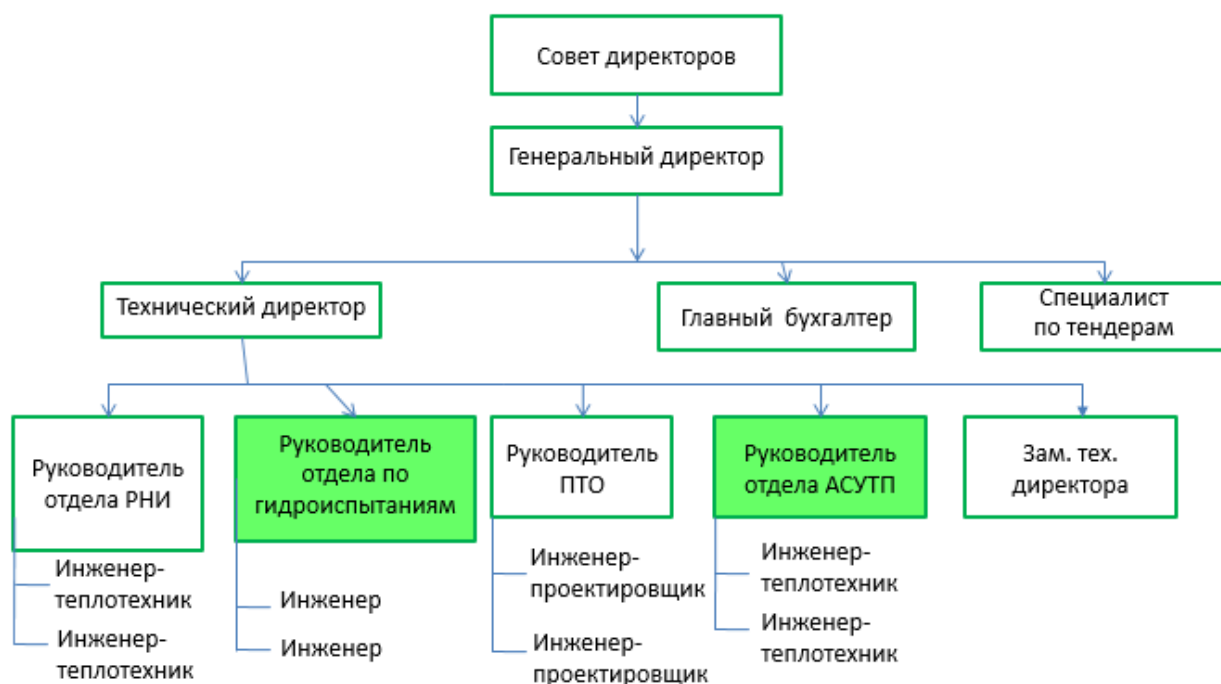 Совет директоров
Генеральный директор
Технический директор
Главный бухгалтер
Специалист
по тендерам
Руководитель
отдела РНИ
Руководитель
отдела по
гидроиспытаниям
Руководитель
ПТО
Руководитель
отдела АСУТП
Зам. тех.
директора
Инженер-
теплотехник
Инженер-
теплотехник
Инженер
Инженер
Инженер-
проектировщик
Инженер-
проектировщик
Инженер-
теплотехник
Инженер-
теплотехник